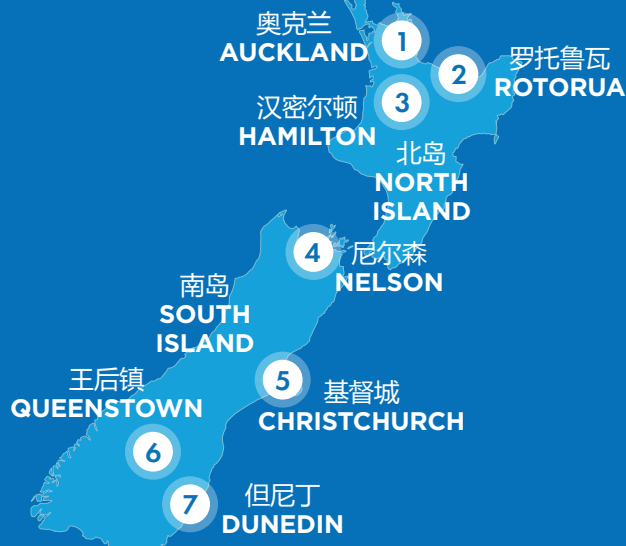 奥克兰
AUCKLAND
1
2
罗托鲁瓦
ROTORUA
汉密尔顿
HAMILTON
3
北岛
NORTH
ISLAND
4
尼尔森
NELSON
南岛
SOUTH
ISLAND
5
基督城
CHRISTCHURCH
王后镇
QUEENSTOWN
6
7
但尼丁
DUNEDIN